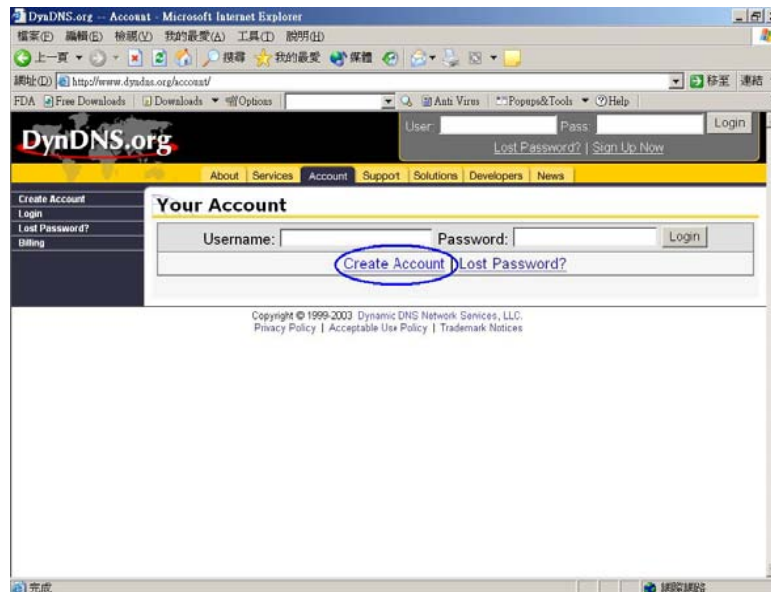 DynDNS.org -- Account - Microsoft Internet Explorer
檔案(F) 編輯(E) 檢視(V) 我的最愛(A) 工具(T) 說明(H)
上一頁 搜尋 我的最愛 媒體
網址(D) http://www.dyndns.org/account/ 移至 連結
FDA Free Downloads Downloads Options Anti Virus Popups&Tools Help
DynDNS.org
User: Pass: Login
Lost Password? | Sign Up Now
About Services Account Support Solutions Developers News
Create Account
Login
Lost Password?
Billing
Your Account
Username: Password: Login
Create Account | Lost Password?
Copyright © 1999-2003 Dynamic DNS Network Services, LLC.
Privacy Policy | Acceptable Use Policy | Trademark Notices
完成 網際網路